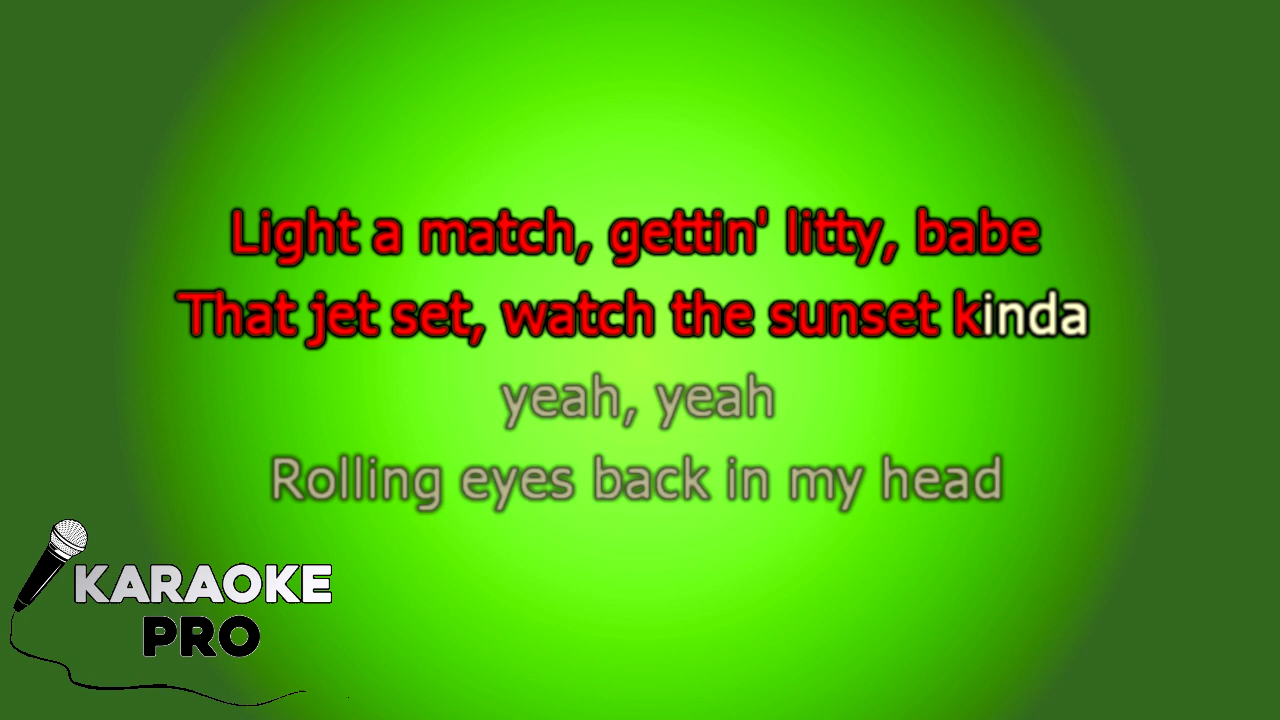 Light a match, gettin' litty, babe
That jet set, watch the sunset kinda
yeah, yeah
Rolling eyes back in my head
KARAOKE
PRO